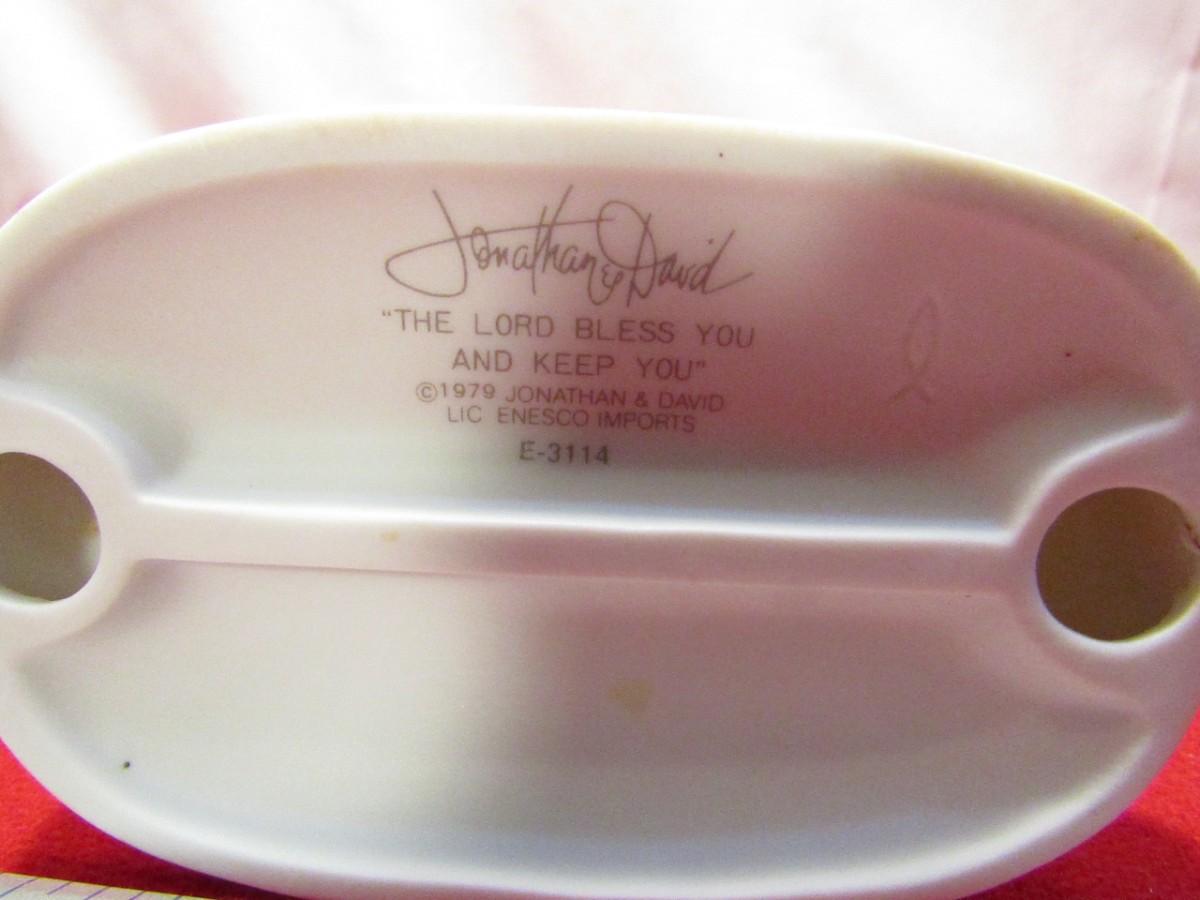 Jonathan & David
"THE LORD BLESS YOU
AND KEEP YOU"
©1979 JONATHAN & DAVID
LIC ENESCO IMPORTS
E-3114